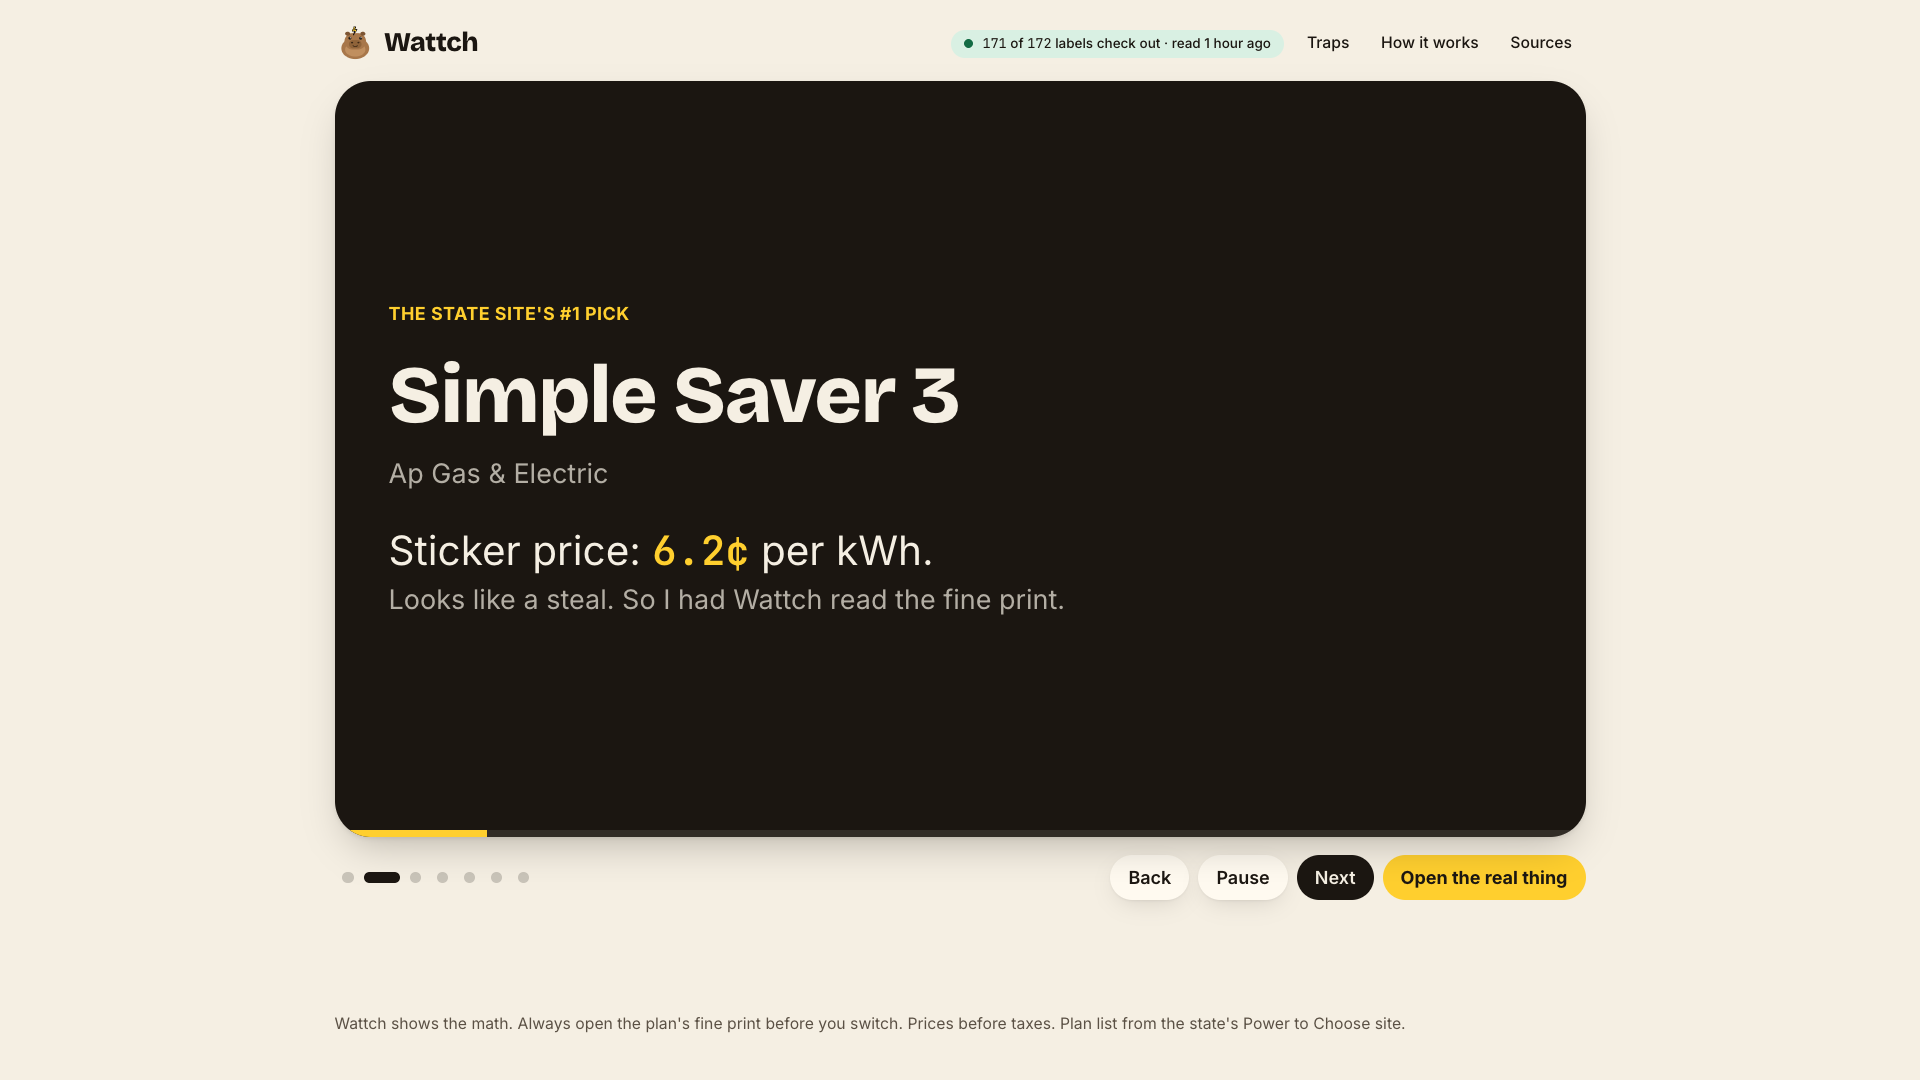 Wattch
171 of 172 labels check out · read 1 hour ago
Traps
How it works
Sources
THE STATE SITE'S #1 PICK
Simple Saver 3
Ap Gas & Electric
Sticker price: 6.2¢ per kWh.
Looks like a steal. So I had Wattch read the fine print.
Back
Pause
Next
Open the real thing
Wattch shows the math. Always open the plan's fine print before you switch. Prices before taxes. Plan list from the state's Power to Choose site.